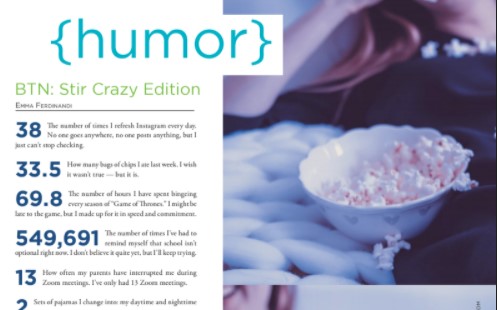 {humor}
BTN: Stir Crazy Edition
Emma Ferdinandi
38 The number of times I refresh Instagram every day.
No one goes anywhere, no one posts anything, but I
just can't stop checking.
33.5 How many bags of chips I ate last week. I wish
it wasn't true — but it is.
69.8 The number of hours I have spent bingeing
every season of "Game of Thrones." I might be
late to the game, but I made up for it in speed and commitment.
549,691 The number of times I've had to
remind myself that school isn't
optional right now. I don't believe it quite yet, but I'll keep trying.
13 How often my parents have interrupted me during
Zoom meetings. I've only had 13 Zoom meetings.
2 Sets of pajamas I change into: my daytime and nighttime